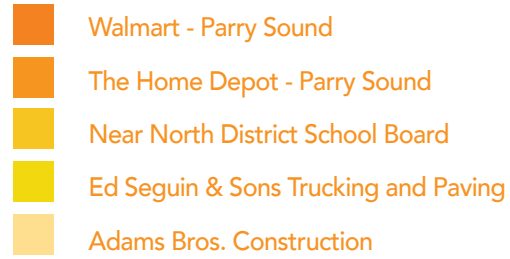 Walmart - Parry Sound
The Home Depot - Parry Sound
Near North District School Board
Ed Seguin & Sons Trucking and Paving
Adams Bros. Construction